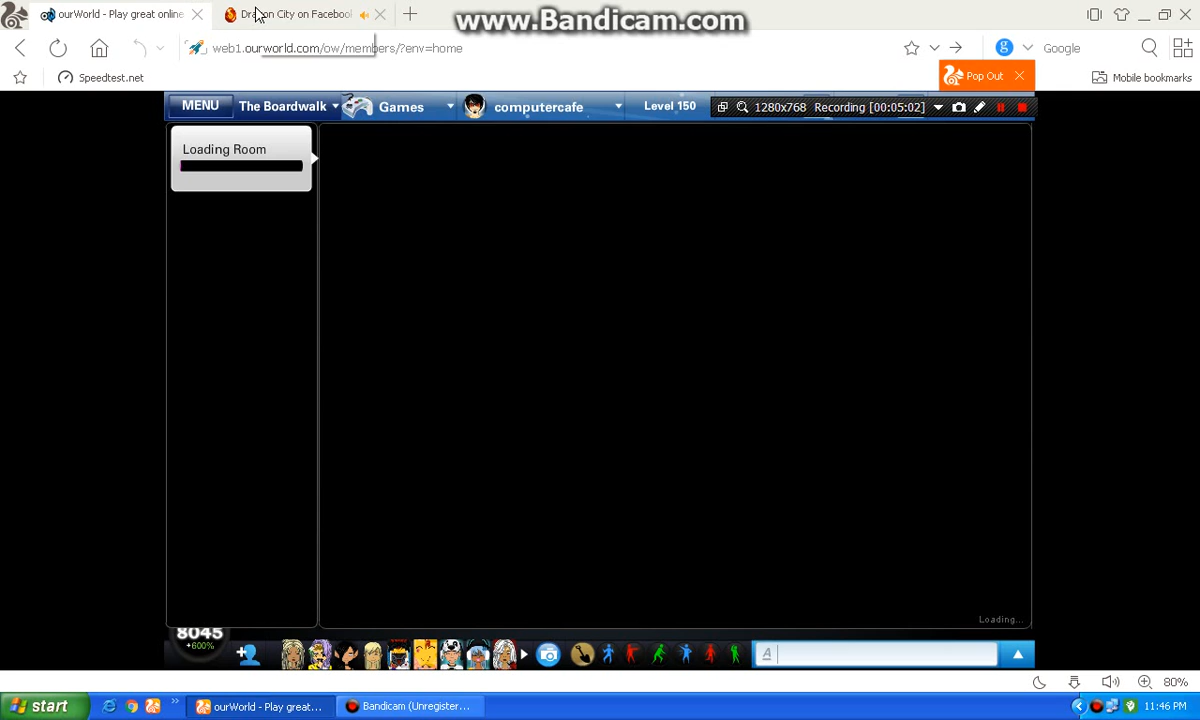 www.Bandicam.com
ourWorld - Play great online
Dragon City on Facebook
web1.ourworld.com/ow/members/?env=home
Google
Speedtest.net
Pop Out
Mobile bookmarks
MENU
The Boardwalk
Games
computercafe
Level 150
1280x768 Recording [00:05:02]
Loading Room
Loading...
8045
+600%
A
80%
start
ourWorld - Play great...
Bandicam (Unregister...
11:46 PM